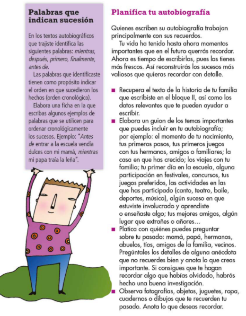 Palabras que
indican sucesión
En los textos autobiográficos
que trajiste identifica las
siguientes palabras: mientras,
después, primero, finalmente,
antes de.
Las palabras que identificaste
tienen como propósito indicar
el orden en que sucedieron los
hechos (orden cronológico).
Elabora una ficha en la que
escribas algunos ejemplos de
palabras que se utilicen para
ordenar cronológicamente
los sucesos. Ejemplo: "Antes
de entrar a la escuela vendía
dulces con mi mamá, mientras
mi papá traía la leña".
Planifica tu autobiografía
Quienes escriben su autobiografía trabajan
principalmente con sus recuerdos.
Tu vida ha tenido hasta ahora momentos
importantes que en el futuro querrás recordar.
Ahora es tiempo de escribirlos, pues los tienes
más frescos. Así reconstruirás los sucesos más
valiosos que quieras recordar con detalle.
Recupera el texto de la historia de tu familia
que escribiste en el bloque II, así como los
datos relevantes que te pueden ayudar a
escribir.
Elabora un guion de los temas importantes
que puedes incluir en tu autobiografía;
por ejemplo: el momento de tu nacimiento,
tus primeros pasos, tus primeros juegos
con tus hermanos, amigos o familiares; la
casa en que has crecido; los viajes con tu
familia; tu primer día en la escuela, alguna
participación en festivales, concursos, tus
juegos preferidos, las actividades en las
que has participado (canto, teatro, baile,
deportes, música), algún suceso en que
estuviste involucrado y aprendiste
o enseñaste algo; tus mejores amigos, algún
lugar que extrañas o añoras...
Platica con quienes puedas preguntar
sobre tu pasado: mamá, papá, hermanos,
abuelos, tíos, amigos de la familia, vecinos.
Pregúntales los detalles de alguna anécdota
que no recuerdes bien y anota lo que creas
importante. Si consigues que te hagan
recordar algo que habías olvidado, habrás
hecho una buena investigación.
Observa fotografías, objetos, juguetes, ropa,
cuadernos o dibujos que te recuerden tu
pasado. Anota lo que deseas recordar.